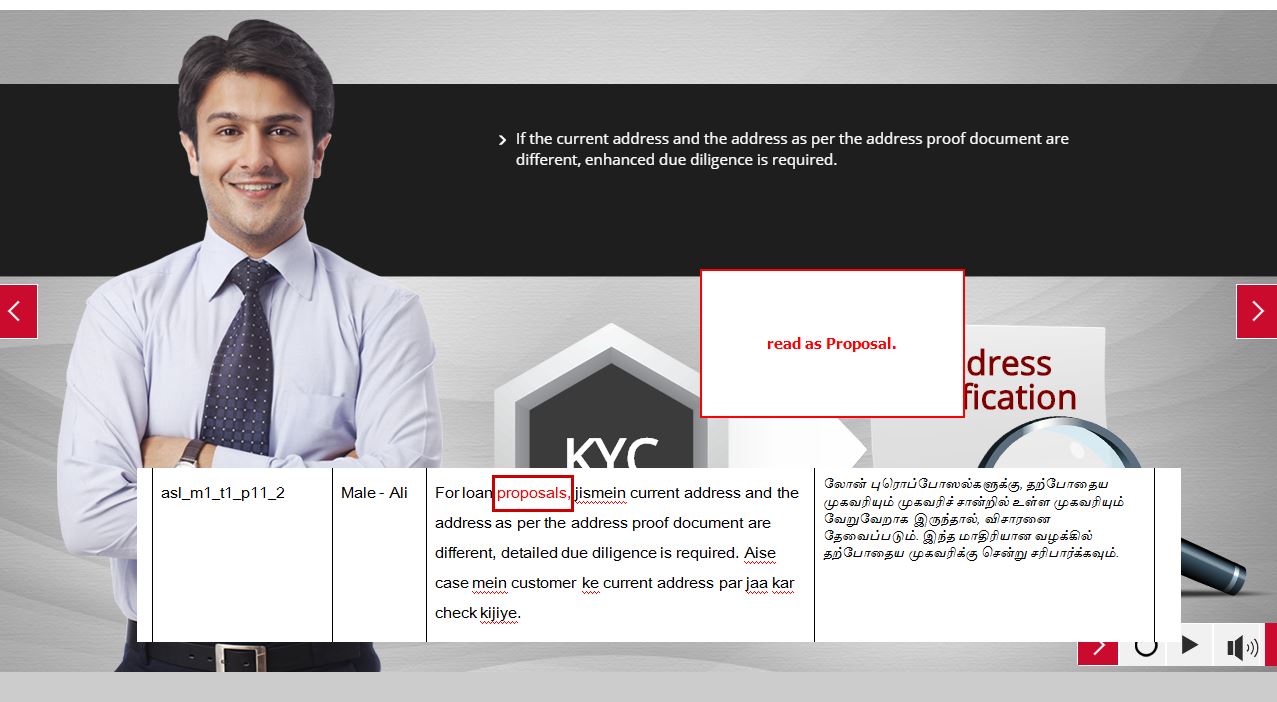 If the current address and the address as per the address proof document are
different, enhanced due diligence is required.
read as Proposal.
dress
fication
KYC
asl_m1_t1_p11_2
Male - Ali
For loan proposals, jismein current address and the
address as per the address proof document are
different, detailed due diligence is required. Aise
case mein customer ke current address par jaa kar
check kijiye.
லோன் புரொப்போஸல்களுக்கு, தற்போதைய
முகவரியும் முகவரிச் சான்றில் உள்ள முகவரியும்
வேறுவேறாக இருந்தால், விசாரனை
தேவைப்படும். இந்த மாதிரியான வழக்கில்
தற்போதைய முகவரிக்கு சென்று சரிபார்க்கவும்.